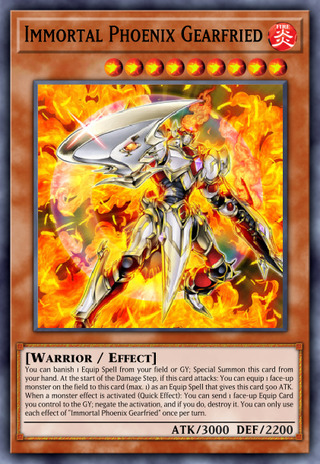 IMMORTAL PHOENIX GEARFRIED
FIRE
炎
[WARRIOR / EFFECT]
You can banish 1 Equip Spell from your field or GY; Special Summon this card from
your hand. At the start of the Damage Step, if this card attacks: You can equip 1 face-up
monster on the field to this card (max. 1) as an Equip Spell that gives this card 500 ATK.
When a monster effect is activated (Quick Effect): You can send 1 face-up Equip Card
you control to the GY; negate the activation, and if you do, destroy it. You can only use
each effect of "Immortal Phoenix Gearfried" once per turn.
ATK/3000 DEF/2200